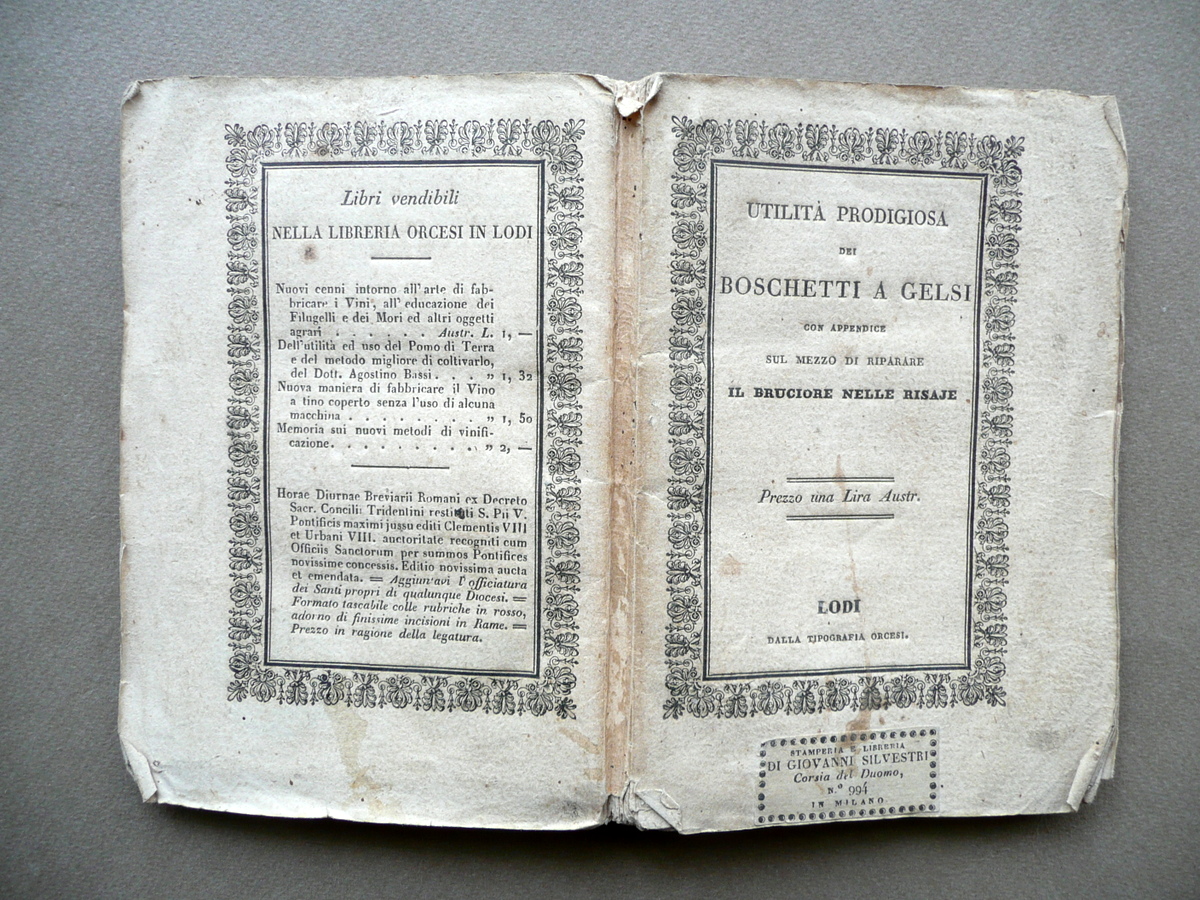 Libri vendibili
NELLA LIBRERIA ORCESI IN LODI
Nuovi cenni intorno all'arte di fab-
bricare i Vini, all'educazione dei
Filugelli e dei Mori ed altri oggetti
agrari . . . . . . Austr. L. 1, —
Dell'utilità ed uso del Pomo di Terra
e del metodo migliore di coltivarlo,
del Dott. Agostino Bassi . . . „ 1, 32
Nuova maniera di fabbricare il Vino
a tino coperto senza l'uso di alcuna
macchina . . . . . . . „ 1, 50
Memoria sui nuovi metodi di vinifi-
cazione. . . . . . . . . „ 2, —
Horae Diurnae Breviarii Romani ex Decreto
Sacr. Concilii Tridentini restituti S. Pii V.
Pontificis maximi jussu editi Clementis VIII
et Urbani VIII. auctoritate recogniti cum
Officiis Sanctorum per summos Pontifices
novissime concessis. Editio novissima aucta
et emendata. = Aggiuntavi l'officiatura
dei Santi propri di qualunque Diocesi. =
Formato tascabile colle rubriche in rosso,
adorno di finissime incisioni in Rame. =
Prezzo in ragione della legatura.
UTILITÀ PRODIGIOSA
DEI
BOSCHETTI A GELSI
CON APPENDICE
SUL MEZZO DI RIPARARE
IL BRUCIORE NELLE RISAJE
Prezzo una Lira Austr.
LODI
DALLA TIPOGRAFIA ORCESI.
STAMPERIA E LIBRERIA
DI GIOVANNI SILVESTRI
Corsia del Duomo,
N.° 994
IN MILANO